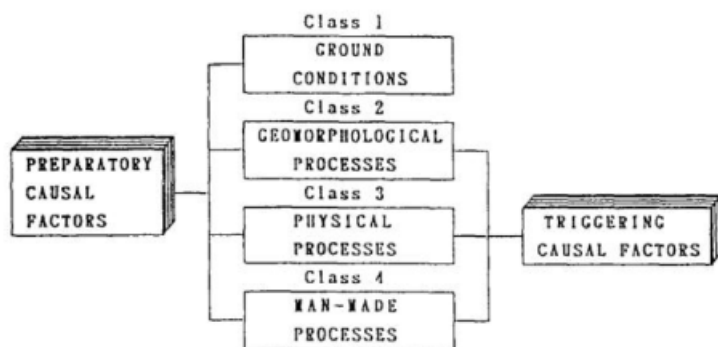 Class 1
GROUND
CONDITIONS
Class 2
GEOMORPHOLOGICAL
PROCESSES
PREPARATORY
CAUSAL
FACTORS
Class 3
PHYSICAL
PROCESSES
TRIGGERING
CAUSAL FACTORS
Class 4
MAN-MADE
PROCESSES